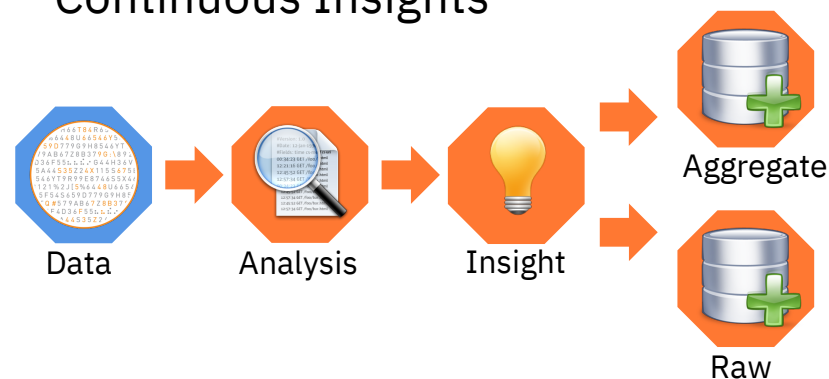 Continuous Insights
Data
Analysis
Insight
Aggregate
Raw